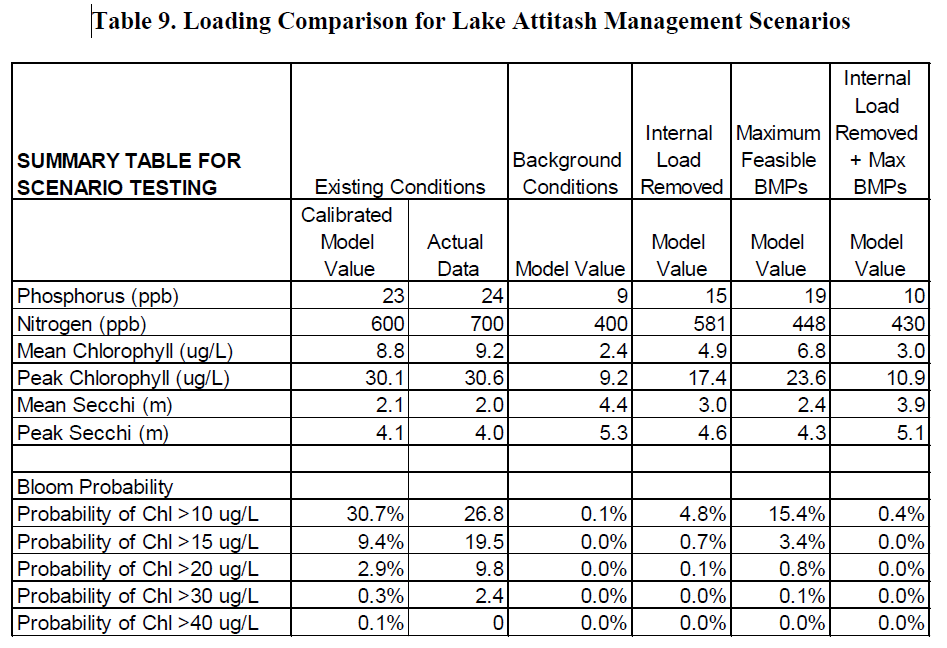 Table 9. Loading Comparison for Lake Attitash Management Scenarios
SUMMARY TABLE FOR SCENARIO TESTING Existing Conditions Background Conditions Internal Load Removed Maximum Feasible BMPs Internal Load Removed + Max BMPs
Calibrated Model Value Actual Data Model Value Model Value Model Value Model Value
Phosphorus (ppb) 23 24 9 15 19 10
Nitrogen (ppb) 600 700 400 581 448 430
Mean Chlorophyll (ug/L) 8.8 9.2 2.4 4.9 6.8 3.0
Peak Chlorophyll (ug/L) 30.1 30.6 9.2 17.4 23.6 10.9
Mean Secchi (m) 2.1 2.0 4.4 3.0 2.4 3.9
Peak Secchi (m) 4.1 4.0 5.3 4.6 4.3 5.1
Bloom Probability
Probability of Chl >10 ug/L 30.7% 26.8 0.1% 4.8% 15.4% 0.4%
Probability of Chl >15 ug/L 9.4% 19.5 0.0% 0.7% 3.4% 0.0%
Probability of Chl >20 ug/L 2.9% 9.8 0.0% 0.1% 0.8% 0.0%
Probability of Chl >30 ug/L 0.3% 2.4 0.0% 0.0% 0.1% 0.0%
Probability of Chl >40 ug/L 0.1% 0 0.0% 0.0% 0.0% 0.0%